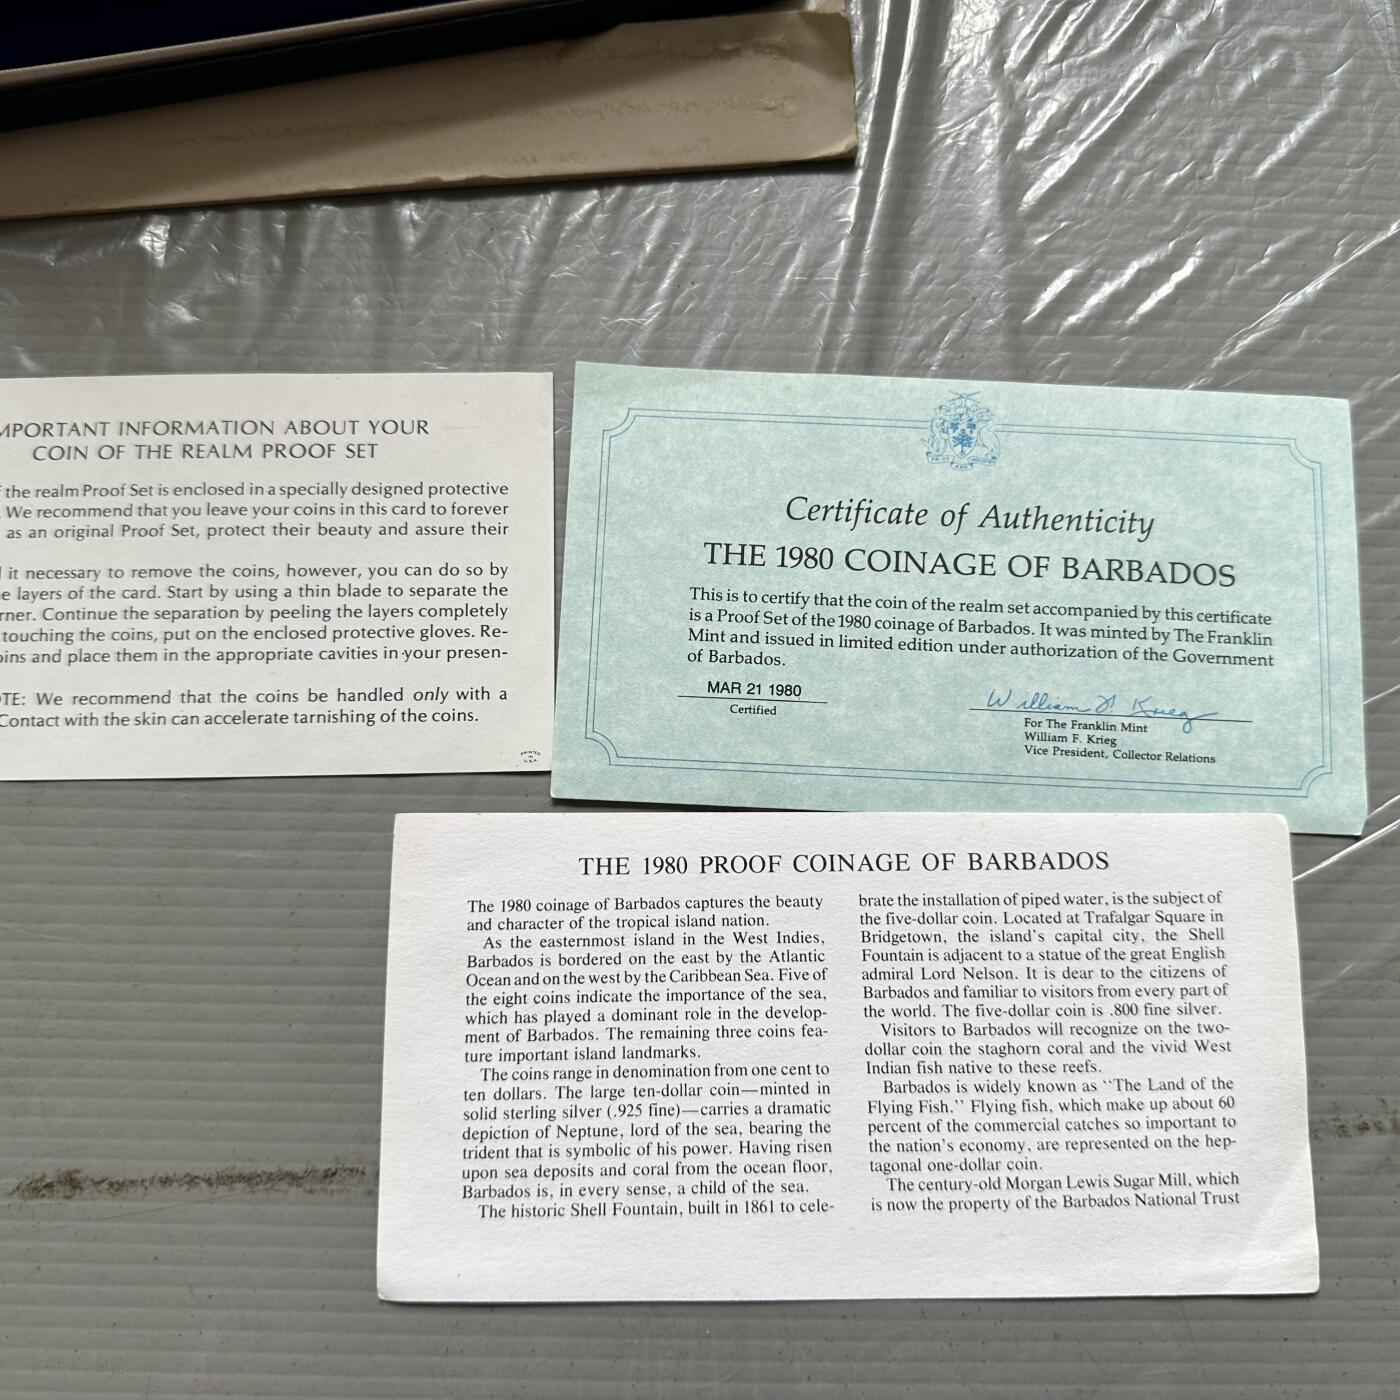 IMPORTANT INFORMATION ABOUT YOUR
COIN OF THE REALM PROOF SET
the realm Proof Set is enclosed in a specially designed protective
We recommend that you leave your coins in this card to forever
as an original Proof Set, protect their beauty and assure their
it necessary to remove the coins, however, you can do so by
layers of the card. Start by using a thin blade to separate the
Continue the separation by peeling the layers completely
touching the coins, put on the enclosed protective gloves. Re-
and place them in the appropriate cavities in your presen-
We recommend that the coins be handled only with a
Contact with the skin can accelerate tarnishing of the coins.
PRINTED
IN
U.S.A.
Certificate of Authenticity
THE 1980 COINAGE OF BARBADOS
This is to certify that the coin of the realm set accompanied by this certificate
is a Proof Set of the 1980 coinage of Barbados. It was minted by The Franklin
Mint and issued in limited edition under authorization of the Government
of Barbados.
MAR 21 1980
Certified
William F. Krieg
For The Franklin Mint
William F. Krieg
Vice President, Collector Relations
THE 1980 PROOF COINAGE OF BARBADOS
The 1980 coinage of Barbados captures the beauty
and character of the tropical island nation.
As the easternmost island in the West Indies,
Barbados is bordered on the east by the Atlantic
Ocean and on the west by the Caribbean Sea. Five of
the eight coins indicate the importance of the sea,
which has played a dominant role in the develop-
ment of Barbados. The remaining three coins fea-
ture important island landmarks.
The coins range in denomination from one cent to
ten dollars. The large ten-dollar coin—minted in
solid sterling silver (.925 fine)—carries a dramatic
depiction of Neptune, lord of the sea, bearing the
trident that is symbolic of his power. Having risen
upon sea deposits and coral from the ocean floor,
Barbados is, in every sense, a child of the sea.
The historic Shell Fountain, built in 1861 to cele-
brate the installation of piped water, is the subject of
the five-dollar coin. Located at Trafalgar Square in
Bridgetown, the island's capital city, the Shell
Fountain is adjacent to a statue of the great English
admiral Lord Nelson. It is dear to the citizens of
Barbados and familiar to visitors from every part of
the world. The five-dollar coin is .800 fine silver.
Visitors to Barbados will recognize on the two-
dollar coin the staghorn coral and the vivid West
Indian fish native to these reefs.
Barbados is widely known as "The Land of the
Flying Fish." Flying fish, which make up about 60
percent of the commercial catches so important to
the nation's economy, are represented on the hep-
tagonal one-dollar coin.
The century-old Morgan Lewis Sugar Mill, which
is now the property of the Barbados National Trust